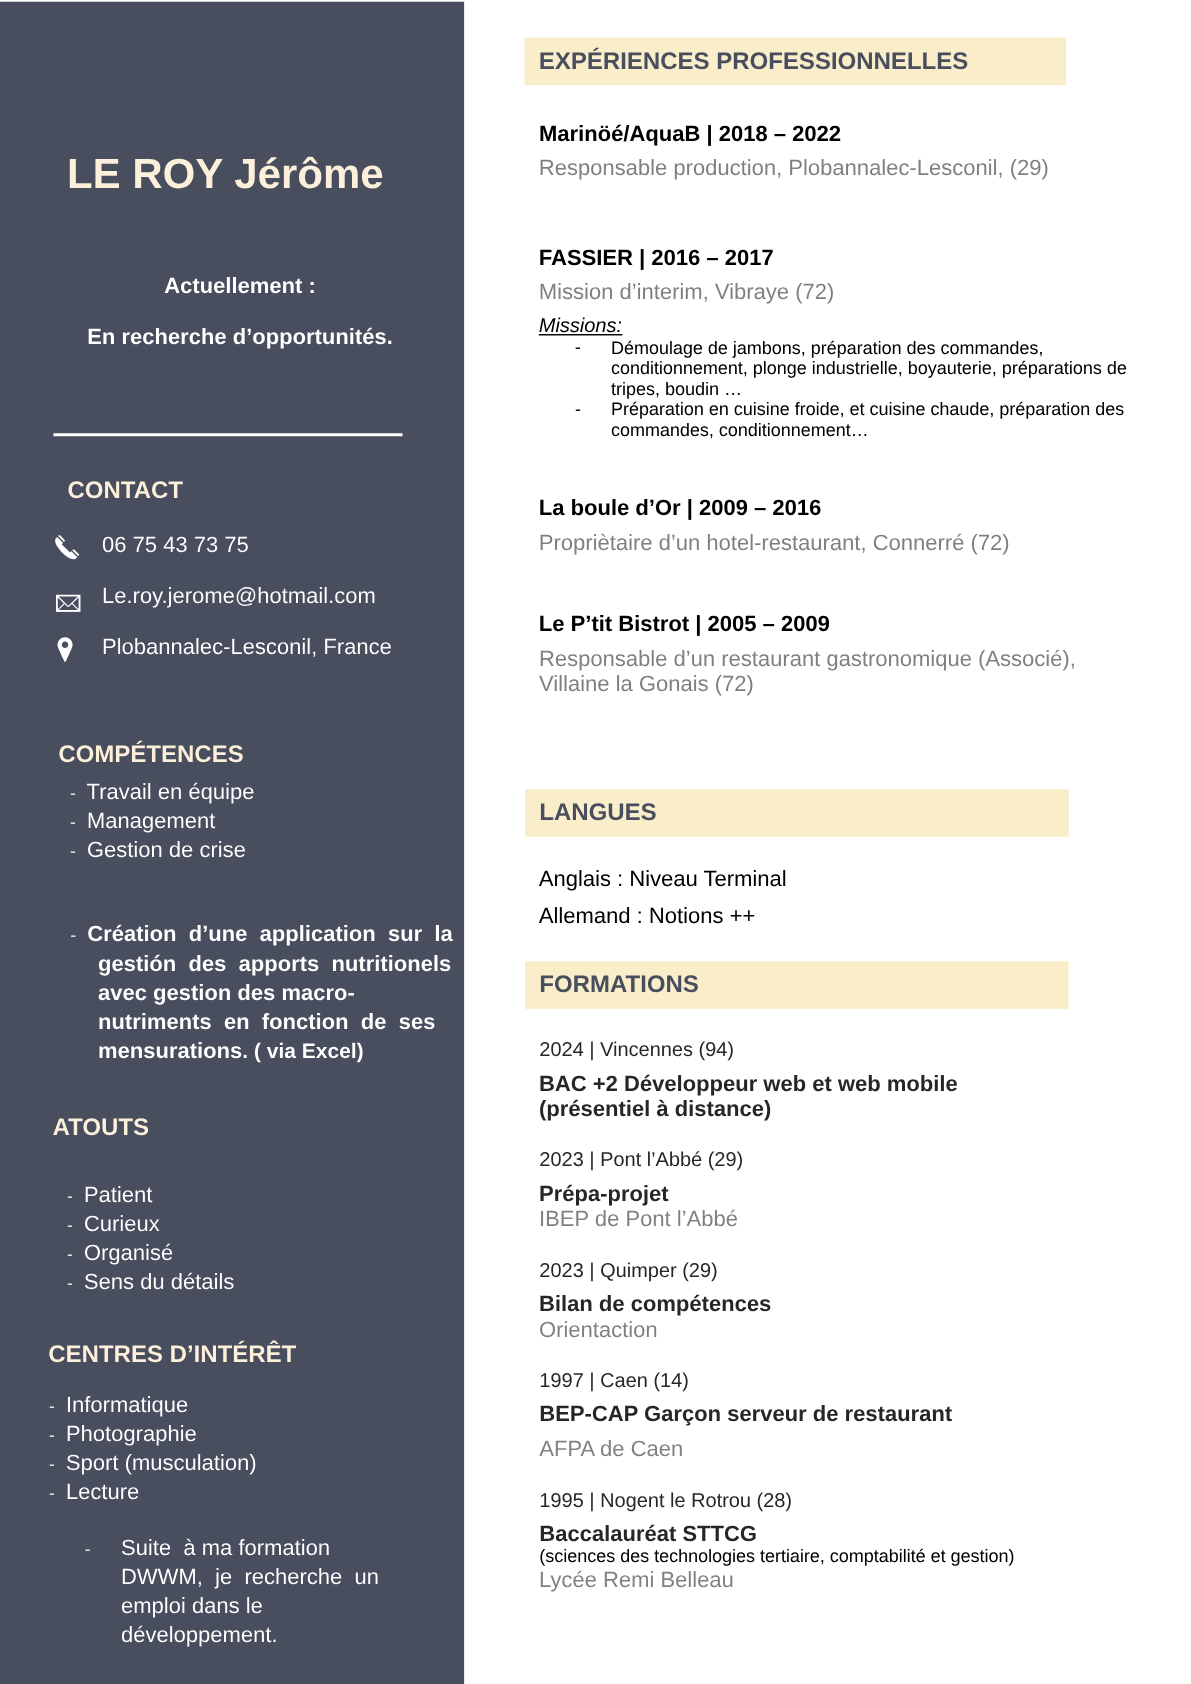 LE ROY Jérôme
Actuellement :
En recherche d’opportunités.
CONTACT
06 75 43 73 75
Le.roy.jerome@hotmail.com
Plobannalec-Lesconil, France
COMPÉTENCES
- Travail en équipe
- Management
- Gestion de crise
- Création d’une application sur la
gestión des apports nutritionels
avec gestion des macro-
nutriments en fonction de ses
mensurations. ( via Excel)
ATOUTS
- Patient
- Curieux
- Organisé
- Sens du détails
CENTRES D’INTÉRÊT
- Informatique
- Photographie
- Sport (musculation)
- Lecture
- Suite à ma formation
DWWM, je recherche un
emploi dans le
développement.
EXPÉRIENCES PROFESSIONNELLES
Marinöé/AquaB | 2018 – 2022
Responsable production, Plobannalec-Lesconil, (29)
FASSIER | 2016 – 2017
Mission d’interim, Vibraye (72)
Missions:
- Démoulage de jambons, préparation des commandes,
conditionnement, plonge industrielle, boyauterie, préparations de
tripes, boudin …
- Préparation en cuisine froide, et cuisine chaude, préparation des
commandes, conditionnement…
La boule d’Or | 2009 – 2016
Propriètaire d’un hotel-restaurant, Connerré (72)
Le P’tit Bistrot | 2005 – 2009
Responsable d’un restaurant gastronomique (Associé),
Villaine la Gonais (72)
LANGUES
Anglais : Niveau Terminal
Allemand : Notions ++
FORMATIONS
2024 | Vincennes (94)
BAC +2 Développeur web et web mobile
(présentiel à distance)
2023 | Pont l’Abbé (29)
Prépa-projet
IBEP de Pont l’Abbé
2023 | Quimper (29)
Bilan de compétences
Orientaction
1997 | Caen (14)
BEP-CAP Garçon serveur de restaurant
AFPA de Caen
1995 | Nogent le Rotrou (28)
Baccalauréat STTCG
(sciences des technologies tertiaire, comptabilité et gestion)
Lycée Remi Belleau